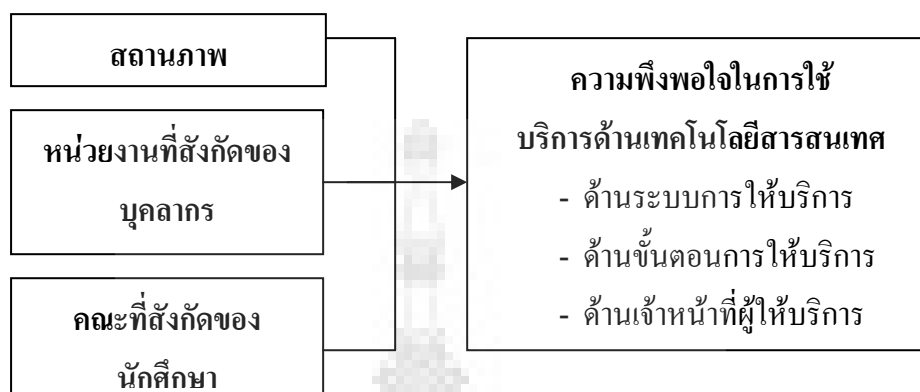 สถานภาพ
หน่วยงานที่สังกัดของ
บุคลากร
คณะที่สังกัดของ
นักศึกษา
ความพึงพอใจในการใช้
บริการด้านเทคโนโลยีสารสนเทศ
- ด้านระบบการให้บริการ
- ด้านขั้นตอนการให้บริการ
- ด้านเจ้าหน้าที่ผู้ให้บริการ